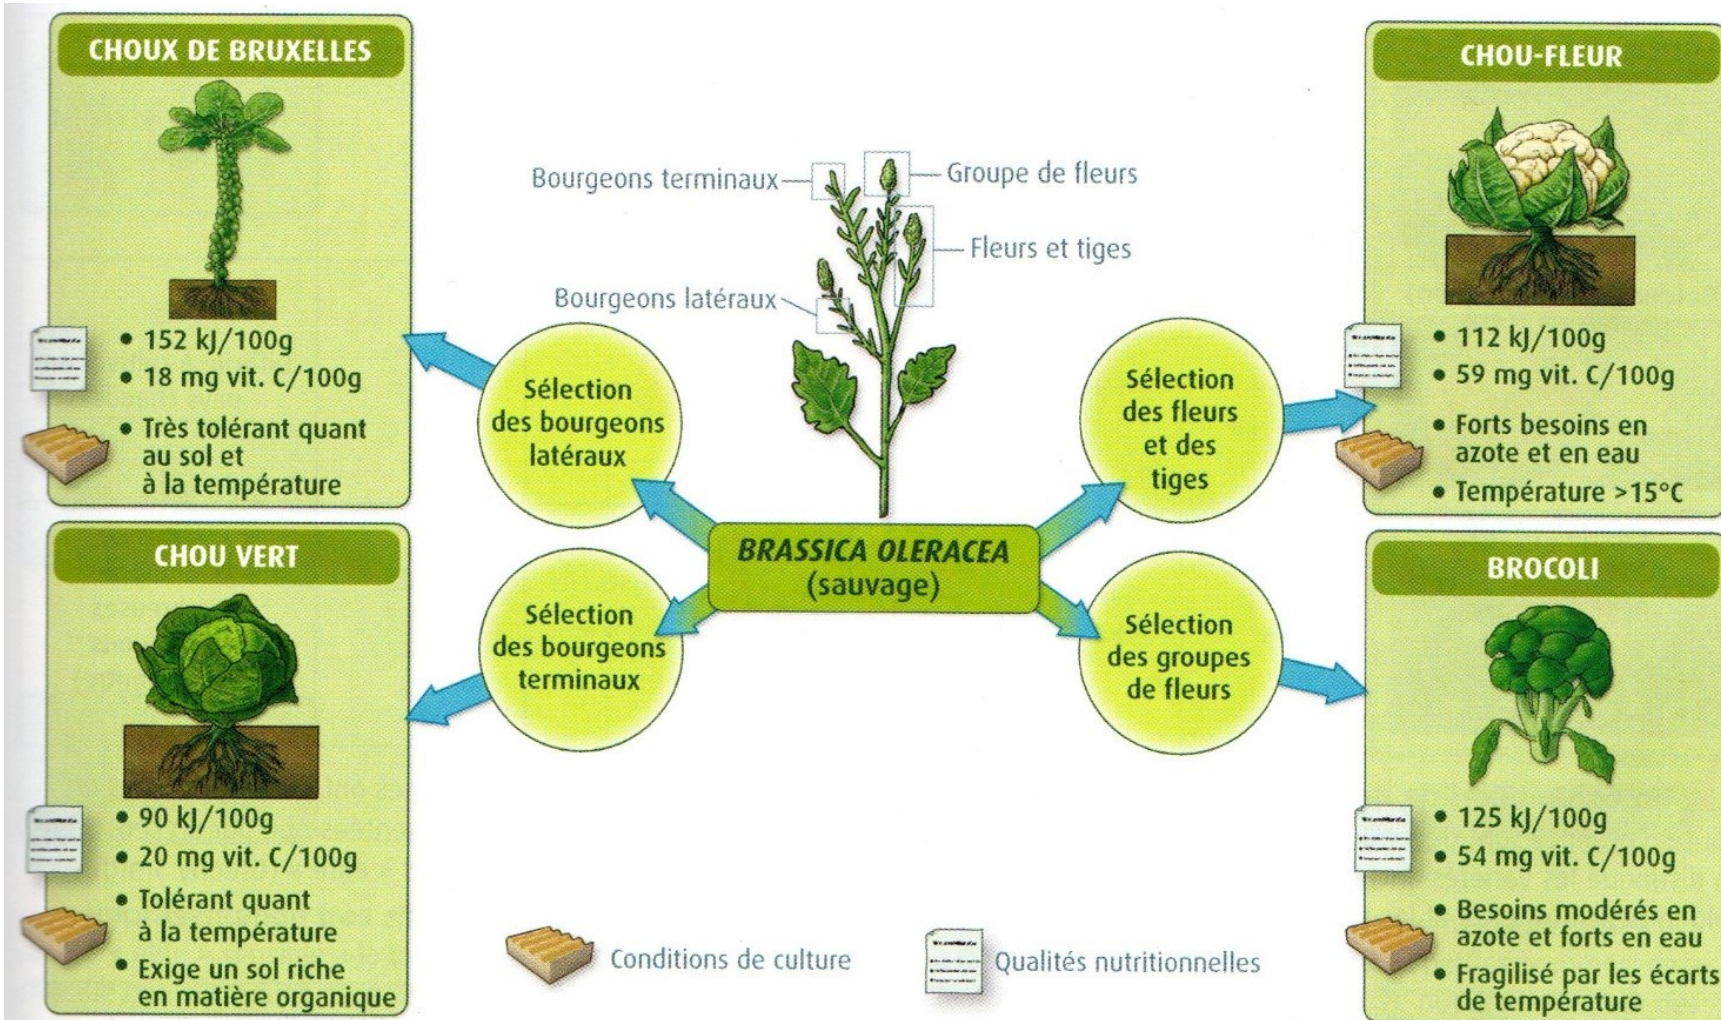 CHOUX DE BRUXELLES
• 152 kJ/100g
• 18 mg vit. C/100g
• Très tolérant quant
au sol et
à la température
CHOU VERT
• 90 kJ/100g
• 20 mg vit. C/100g
• Tolérant quant
à la température
• Exige un sol riche
en matière organique
Bourgeons terminaux
Groupe de fleurs
Fleurs et tiges
Bourgeons latéraux
Sélection
des bourgeons
latéraux
Sélection
des fleurs
et des
tiges
BRASSICA OLERACEA
(sauvage)
Sélection
des bourgeons
terminaux
Sélection
des groupes
de fleurs
Conditions de culture
Qualités nutritionnelles
CHOU-FLEUR
• 112 kJ/100g
• 59 mg vit. C/100g
• Forts besoins en
azote et en eau
• Température >15°C
BROCOLI
• 125 kJ/100g
• 54 mg vit. C/100g
• Besoins modérés en
azote et forts en eau
• Fragilisé par les écarts
de température